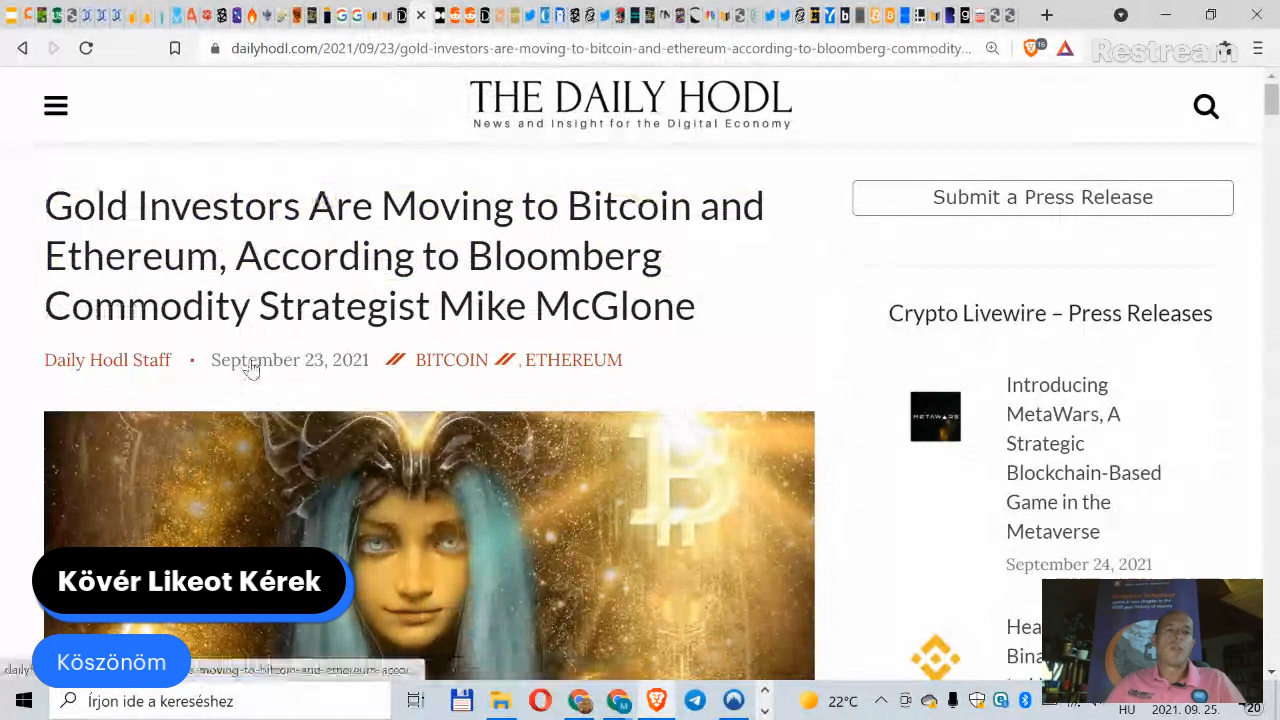 dailyhodl.com/2021/09/23/gold-investors-are-moving-to-bitcoin-and-ethereum-according-to-bloomberg-commodity...
16
Restream
THE DAILY HODL
News and Insight for the Digital Economy
Gold Investors Are Moving to Bitcoin and
Ethereum, According to Bloomberg
Commodity Strategist Mike McGlone
Daily Hodl Staff
September 23, 2021
BITCOIN
, ETHEREUM
Submit a Press Release
Crypto Livewire – Press Releases
METAWARS
Introducing
MetaWars, A
Strategic
Blockchain-Based
Game in the
Metaverse
September 24, 2021
Kövér Likeot Kérek
Köszönöm
Írjon ide a kereséshez
22°C
HU
2021. 09. 25.
20